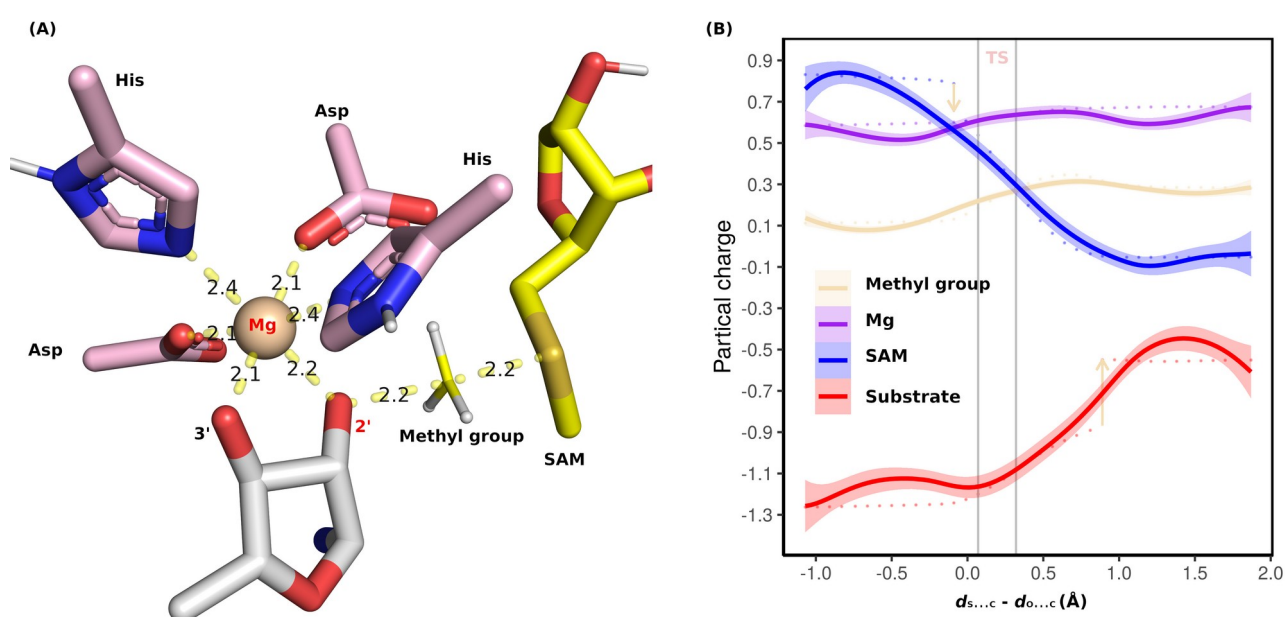 (A)
His
Asp
His
2.4
2.1
Mg
2.4
Asp
2.1
2.1
2.2
2.2
2.2
3'
2'
Methyl group
SAM
(B)
TS
Partical charge
0.9
0.7
0.5
0.3
0.1
-0.1
-0.3
-0.5
-0.7
-0.9
-1.1
-1.3
Methyl group
Mg
SAM
Substrate
-1.0 -0.5 0.0 0.5 1.0 1.5 2.0
ds...c - do...c (Å)